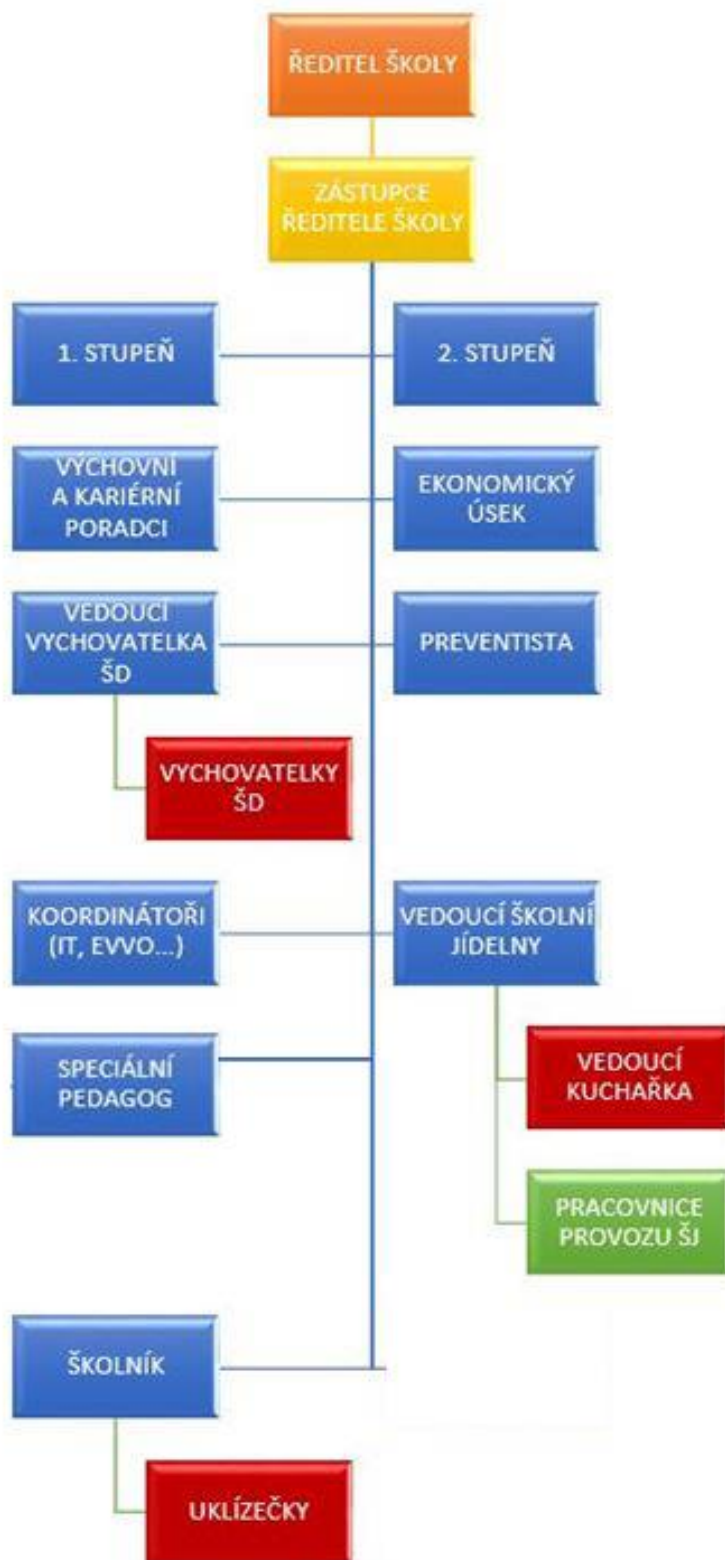 ŘEDITEL ŠKOLY
ZÁSTUPCE
ŘEDITELE ŠKOLY
1. STUPEŇ
2. STUPEŇ
VÝCHOVNÍ
A KARIÉRNÍ
PORADCI
EKONOMICKÝ
ÚSEK
VEDOUCÍ
VYCHOVATELKA
ŠD
PREVENTISTA
VYCHOVATELKY
ŠD
KOORDINÁTOŘI
(IT, EVVO...)
VEDOUCÍ ŠKOLNÍ
JÍDELNY
SPECIÁLNÍ
PEDAGOG
VEDOUCÍ
KUCHAŘKA
PRACOVNICE
PROVOZU ŠJ
ŠKOLNÍK
UKLÍZEČKY